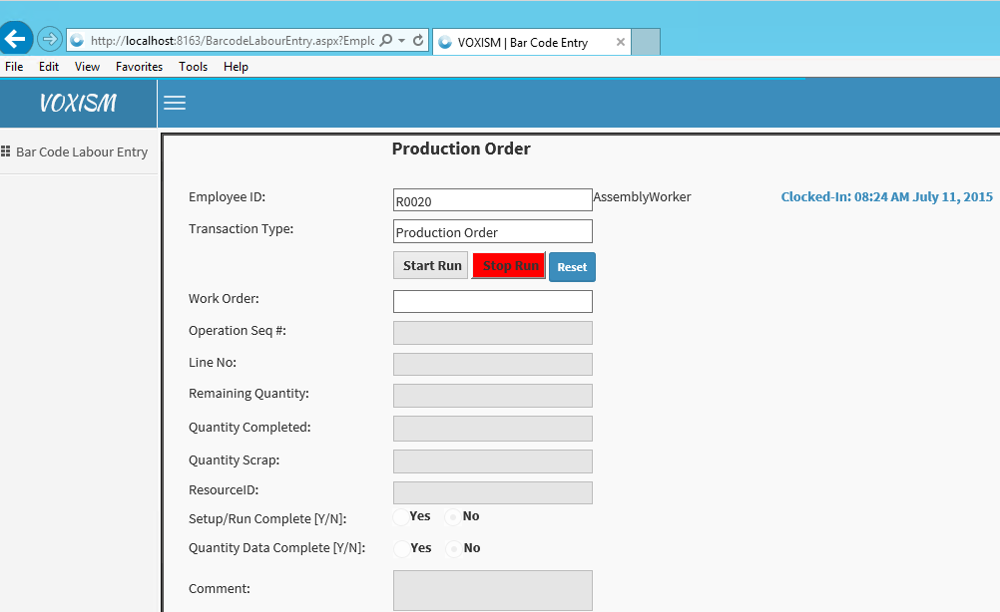 http://localhost:8163/BarcodeLabourEntry.aspx?Emplc
VOXISM | Bar Code Entry
File Edit View Favorites Tools Help
VOXISM
Bar Code Labour Entry
Production Order
Employee ID: R0020 AssemblyWorker Clocked-In: 08:24 AM July 11, 2015
Transaction Type: Production Order
Start Run Stop Run Reset
Work Order:
Operation Seq #:
Line No:
Remaining Quantity:
Quantity Completed:
Quantity Scrap:
ResourceID:
Setup/Run Complete [Y/N]: Yes No
Quantity Data Complete [Y/N]: Yes No
Comment: